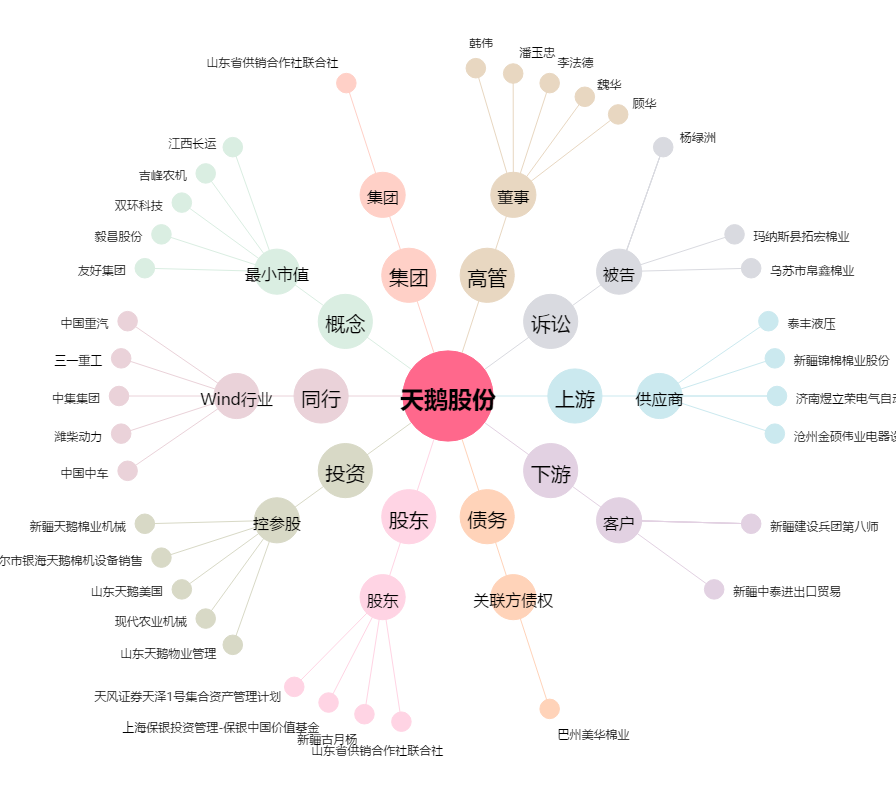 韩伟
潘玉忠
李法德
山东省供销合作社联合社
魏华
顾华
杨绿洲
江西长运
吉峰农机
集团
董事
双环科技
毅昌股份
玛纳斯县拓宏棉业
友好集团
最小市值
集团
高管
被告
乌苏市帛鑫棉业
中国重汽
概念
诉讼
泰丰液压
三一重工
新疆锦棉棉业股份
中集集团
Wind行业
同行
天鹅股份
上游
供应商
济南煜立荣电气自
潍柴动力
沧州金硕伟业电器设
中国中车
投资
下游
新疆天鹅棉业机械
控参股
股东
债务
客户
新疆建设兵团第八师
尔市银海天鹅棉机设备销售
山东天鹅美国
股东
关联方债权
新疆中泰进出口贸易
现代农业机械
山东天鹅物业管理
天风证券天泽1号集合资产管理计划
上海保银投资管理-保银中国价值基金
新疆古月杨
巴州美华棉业
山东省供销合作社联合社